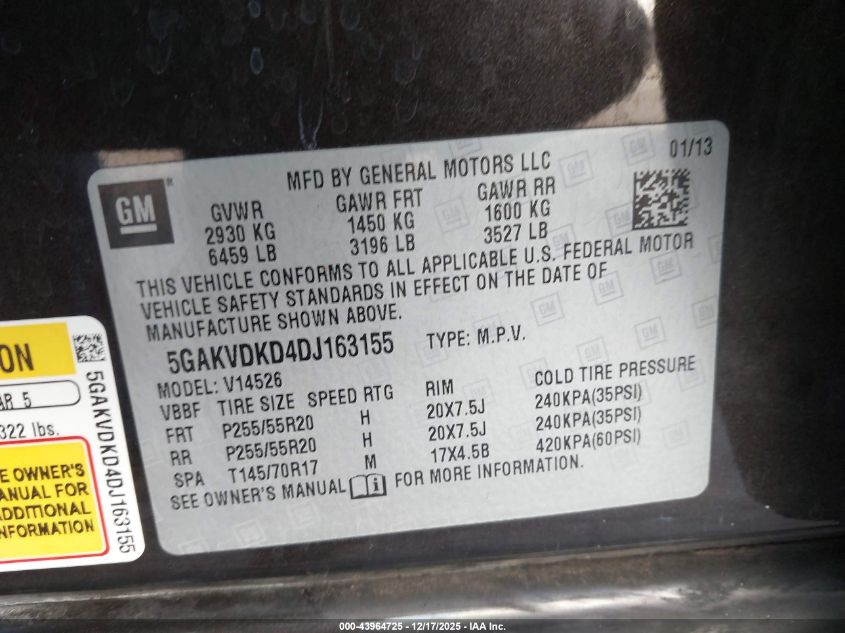 GM
®
MFD BY GENERAL MOTORS LLC
01/13
GVWR GAWR FRT GAWR RR
2930 KG 1450 KG 1600 KG
6459 LB 3196 LB 3527 LB
THIS VEHICLE CONFORMS TO ALL APPLICABLE U.S. FEDERAL MOTOR
VEHICLE SAFETY STANDARDS IN EFFECT ON THE DATE OF
MANUFACTURE SHOWN ABOVE.
5GAKVDKD4DJ163155 TYPE: M.P.V.
MODEL: V14526
VBBF TIRE SIZE SPEED RTG RIM COLD TIRE PRESSURE
FRT P255/55R20 H 20X7.5J 240KPA(35PSI)
RR P255/55R20 H 20X7.5J 240KPA(35PSI)
SPA T145/70R17 M 17X4.5B 420KPA(60PSI)
SEE OWNER'S MANUAL i FOR MORE INFORMATION.
ON
AR 5
322 lbs.
E OWNER'S
ANUAL FOR
ADDITIONAL
NFORMATION
5GAKVDKD4DJ163155
000-43964725 - 12/17/2025 - IAA Inc.